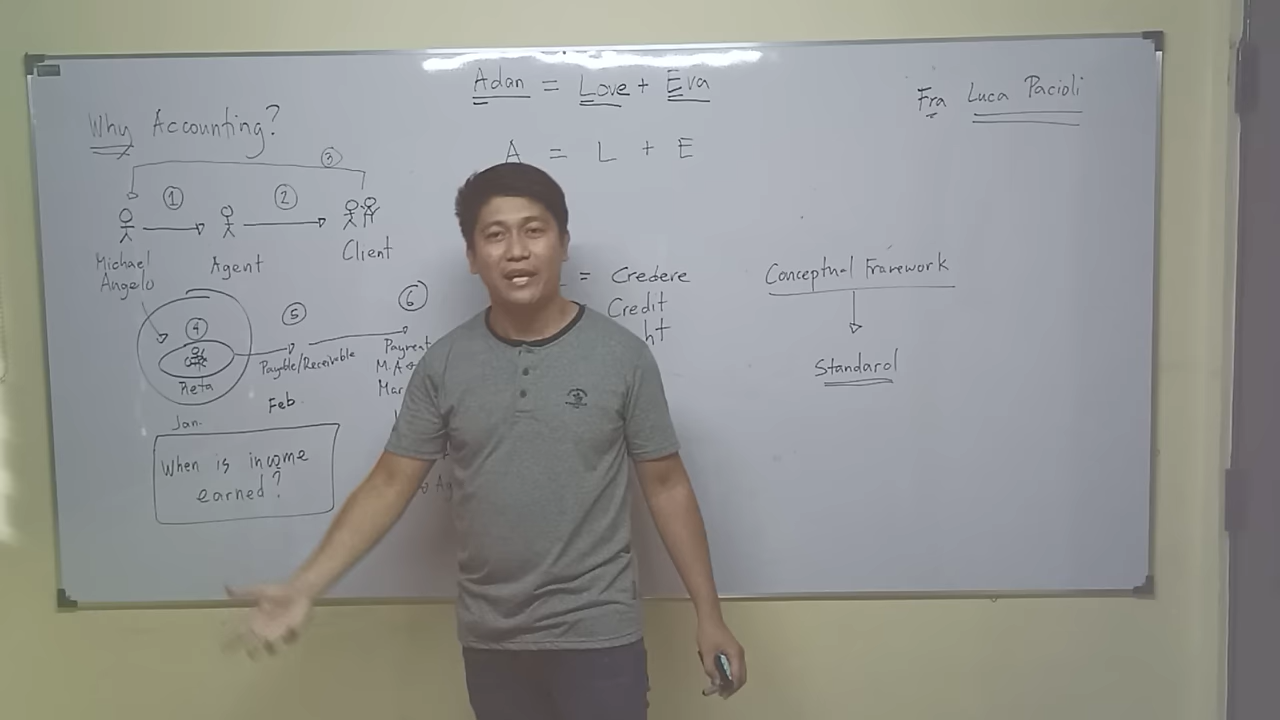 Why Accounting?
3
1
2
Michael
Angelo
Agent
Client
4
5
6
Pieta
Payable/Receivable
Payment
M.A
Mar
Jan.
Feb.
When is income
earned?
Adan = Love + Eva
A = L + E
= Credere
Credit
Fra Luca Pacioli
Conceptual Framework
Standard